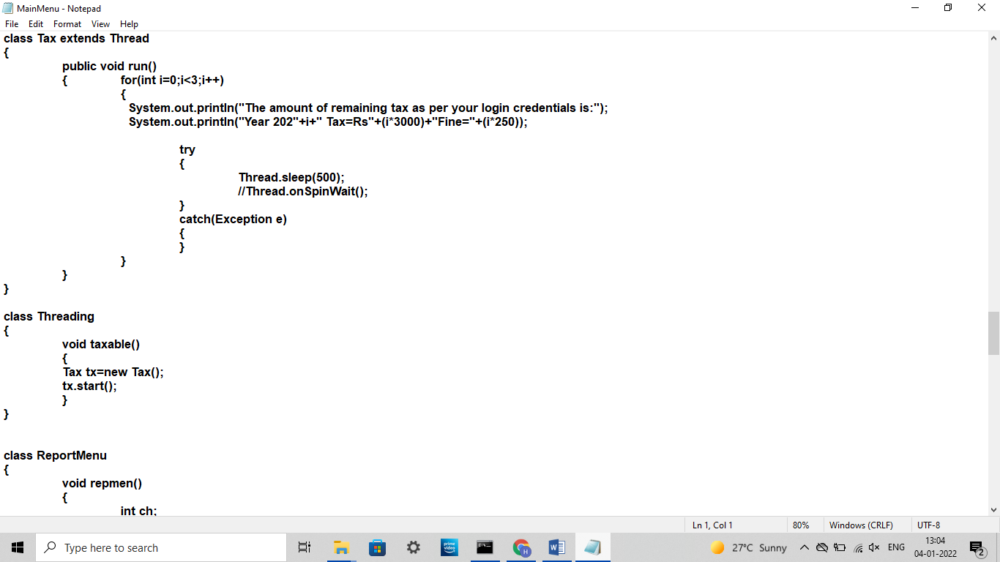 MainMenu - Notepad
File Edit Format View Help
class Tax extends Thread
{
public void run()
{ for(int i=0;i<3;i++)
{
System.out.println("The amount of remaining tax as per your login credentials is:");
System.out.println("Year 202"+i+" Tax=Rs"+(i*3000)+"Fine="+(i*250));
try
{
Thread.sleep(500);
//Thread.onSpinWait();
}
catch(Exception e)
{
}
}
}
}
class Threading
{
void taxable()
{
Tax tx=new Tax();
tx.start();
}
}
class ReportMenu
{
void repmen()
{
int ch;
Ln 1, Col 1 80% Windows (CRLF) UTF-8
Type here to search
prime video
C:\
H
W
27°C Sunny
ENG
13:04
04-01-2022
2